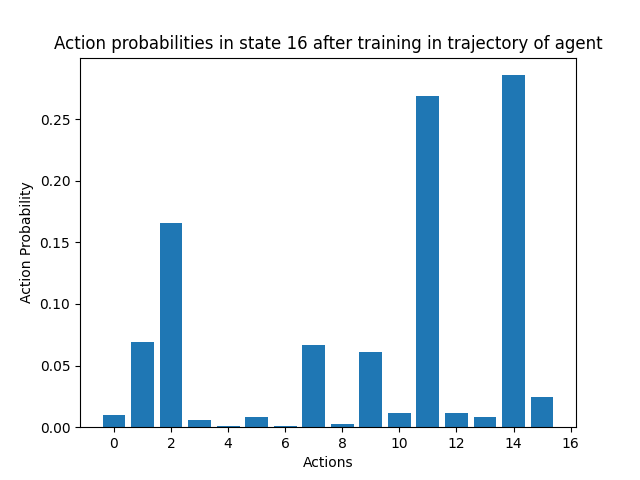 Action probabilities in state 16 after training in trajectory of agent
Action Probability
0.25
0.20
0.15
0.10
0.05
0.00
0 2 4 6 8 10 12 14 16
Actions